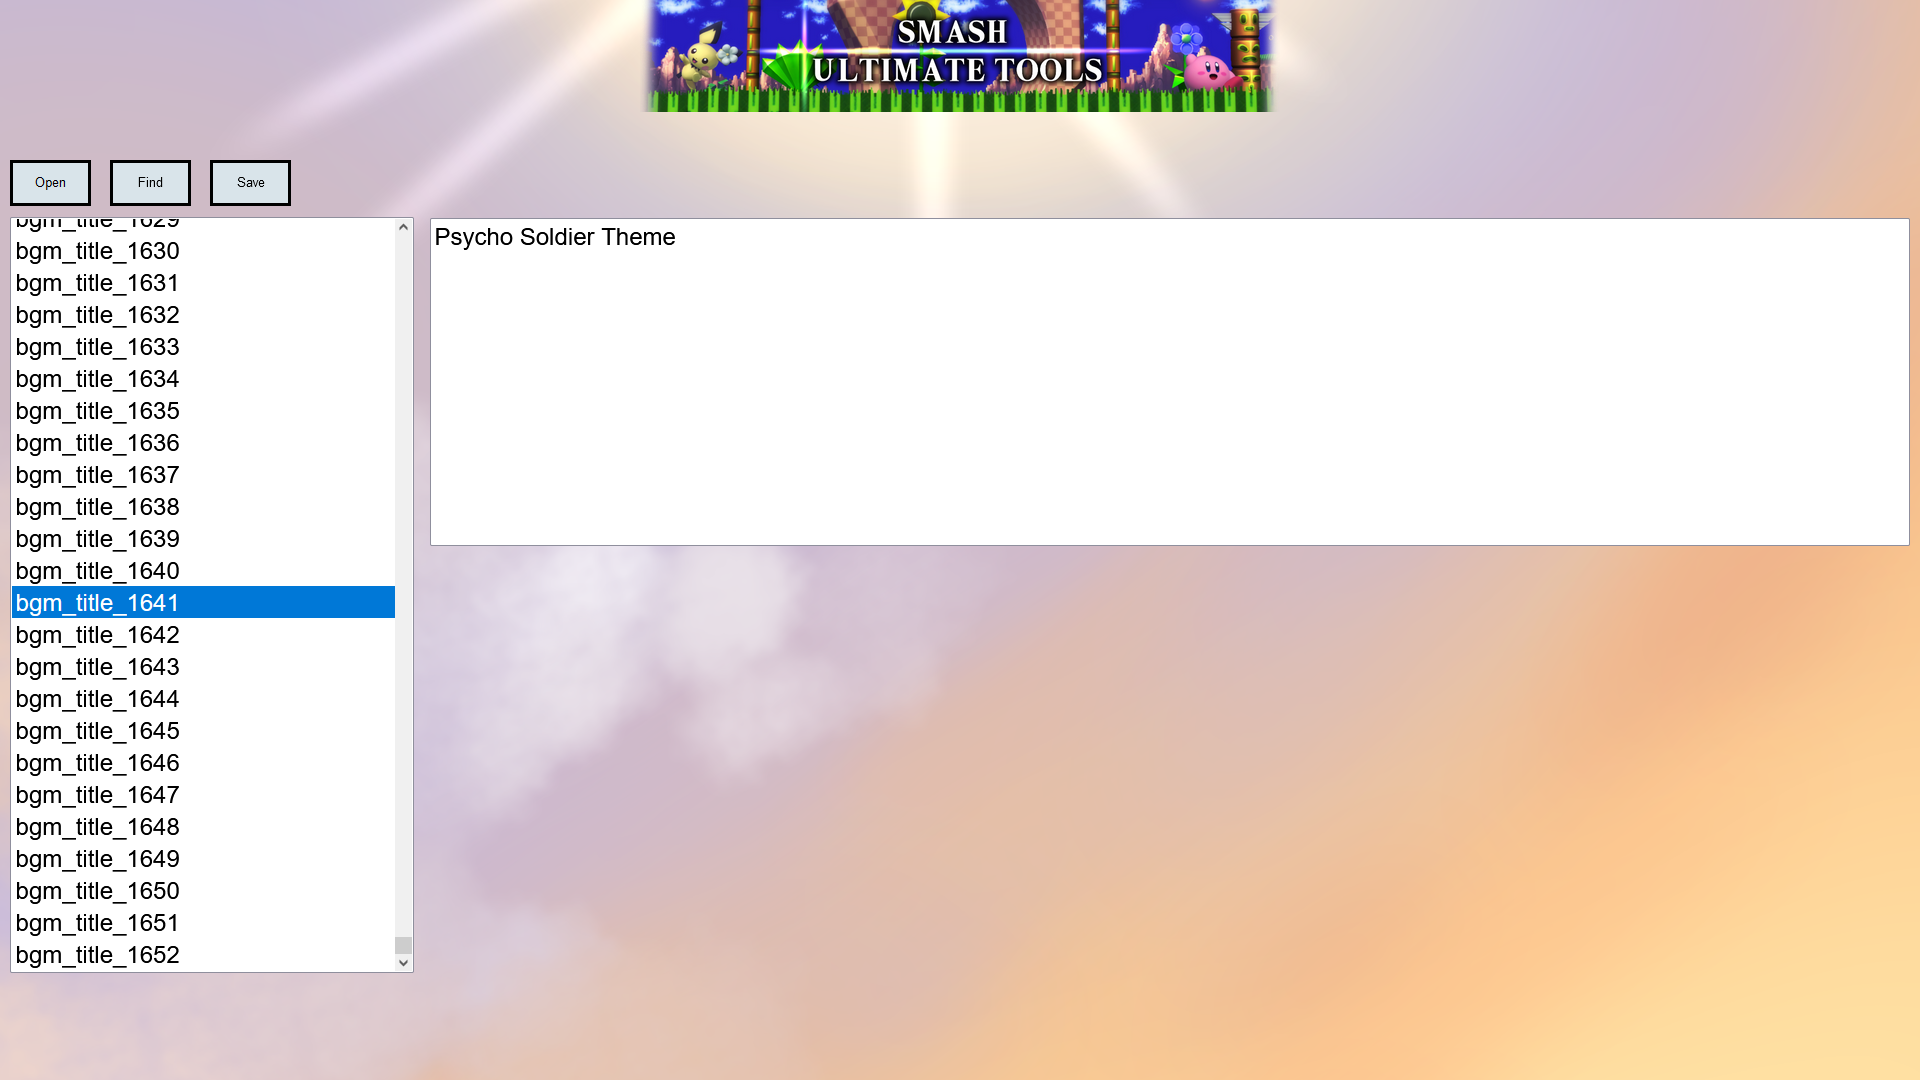 SMASH
ULTIMATE TOOLS
Open
Find
Save
bgm_title_1629
bgm_title_1630
bgm_title_1631
bgm_title_1632
bgm_title_1633
bgm_title_1634
bgm_title_1635
bgm_title_1636
bgm_title_1637
bgm_title_1638
bgm_title_1639
bgm_title_1640
bgm_title_1641
bgm_title_1642
bgm_title_1643
bgm_title_1644
bgm_title_1645
bgm_title_1646
bgm_title_1647
bgm_title_1648
bgm_title_1649
bgm_title_1650
bgm_title_1651
bgm_title_1652
Psycho Soldier Theme